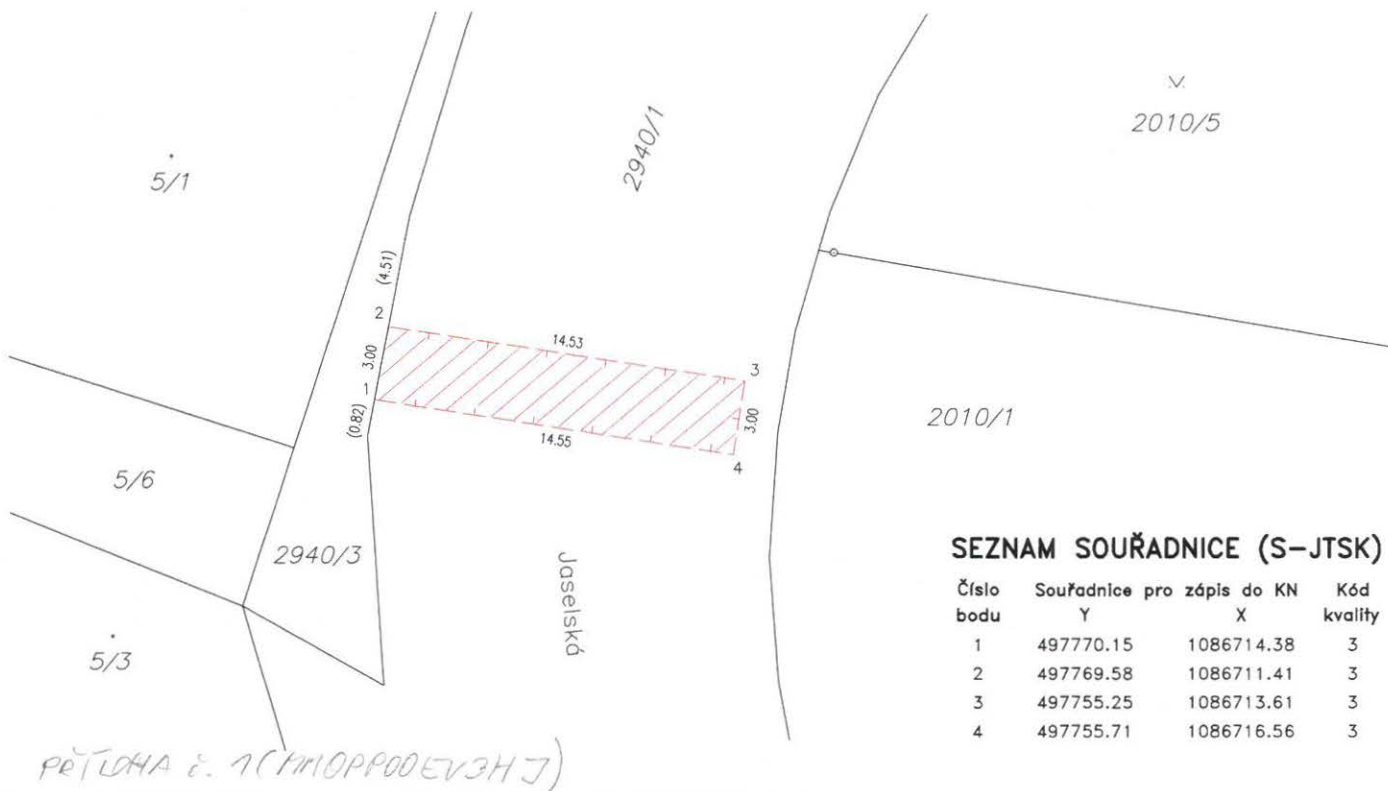 2940/1
2010/5
5/1
(4.51)
2
14.53
3
3.00
1
3.00
(0.82)
14.55
4
2010/1
5/6
2940/3
Jaselská
5/3
SEZNAM SOUŘADNICE (S-JTSK)
Číslo bodu Souřadnice pro zápis do KN Kód kvality
Y X
1 497770.15 1086714.38 3
2 497769.58 1086711.41 3
3 497755.25 1086713.61 3
4 497755.71 1086716.56 3
PŘÍLOHA č. 1 (MMOPP00EV3HJ)